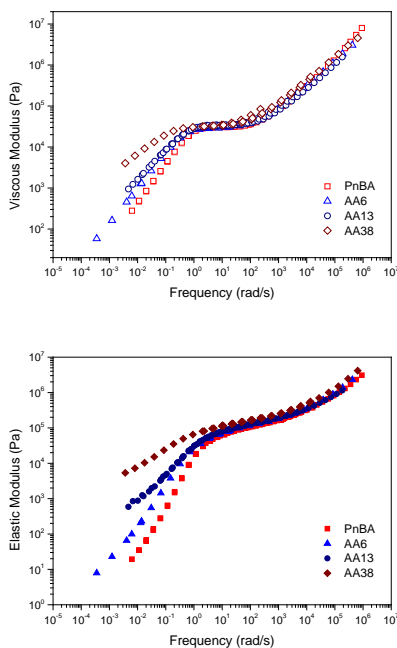 10⁷
10⁶
10⁵
10⁴
10³
10²
Viscous Modulus (Pa)
PnBA
AA6
AA13
AA38
10⁻⁵ 10⁻⁴ 10⁻³ 10⁻² 10⁻¹ 10⁰ 10¹ 10² 10³ 10⁴ 10⁵ 10⁶ 10⁷
Frequency (rad/s)
10⁷
10⁶
10⁵
10⁴
10³
10²
10¹
10⁰
Elastic Modulus (Pa)
PnBA
AA6
AA13
AA38
10⁻⁵ 10⁻⁴ 10⁻³ 10⁻² 10⁻¹ 10⁰ 10¹ 10² 10³ 10⁴ 10⁵ 10⁶ 10⁷
Frequency (rad/s)